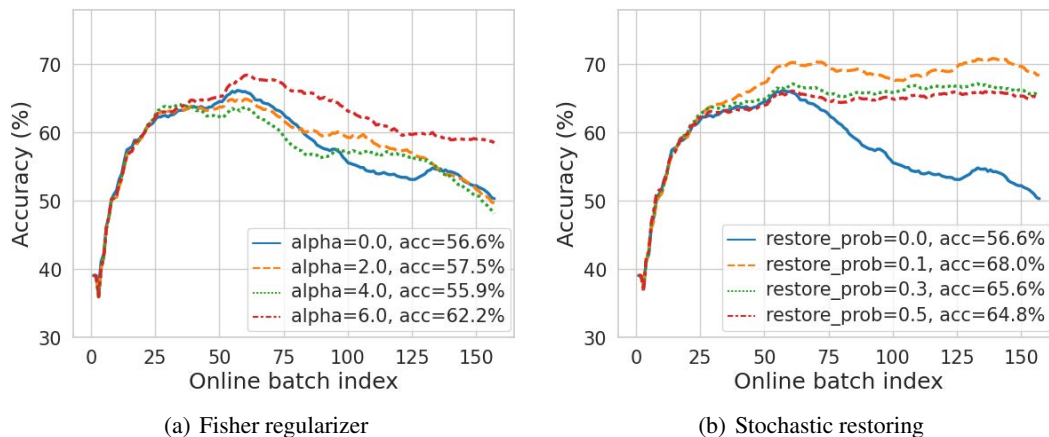 Accuracy (%)
70
60
50
40
30
0
25
50
75
100
125
150
Online batch index
alpha=0.0, acc=56.6%
alpha=2.0, acc=57.5%
alpha=4.0, acc=55.9%
alpha=6.0, acc=62.2%
(a) Fisher regularizer
Accuracy (%)
70
60
50
40
30
0
25
50
75
100
125
150
Online batch index
restore_prob=0.0, acc=56.6%
restore_prob=0.1, acc=68.0%
restore_prob=0.3, acc=65.6%
restore_prob=0.5, acc=64.8%
(b) Stochastic restoring